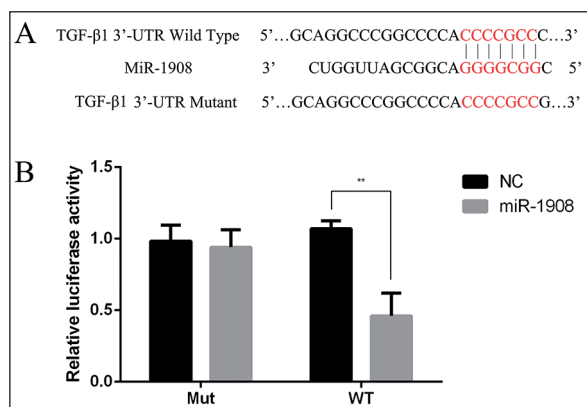 A
TGF-β1 3’-UTR Wild Type 5’…GCAGGCCCGGCCCCACCCCGCCC…3’
MiR-1908 3’ CUGGUUAGCGGCAGGGGCGGC 5’
TGF-β1 3’-UTR Mutant 5’…GCAGGCCCGGCCCCACCCCGCCG…3’
B
Relative luciferase activity
1.5
1.0
0.5
0.0
**
NC
miR-1908
Mut WT